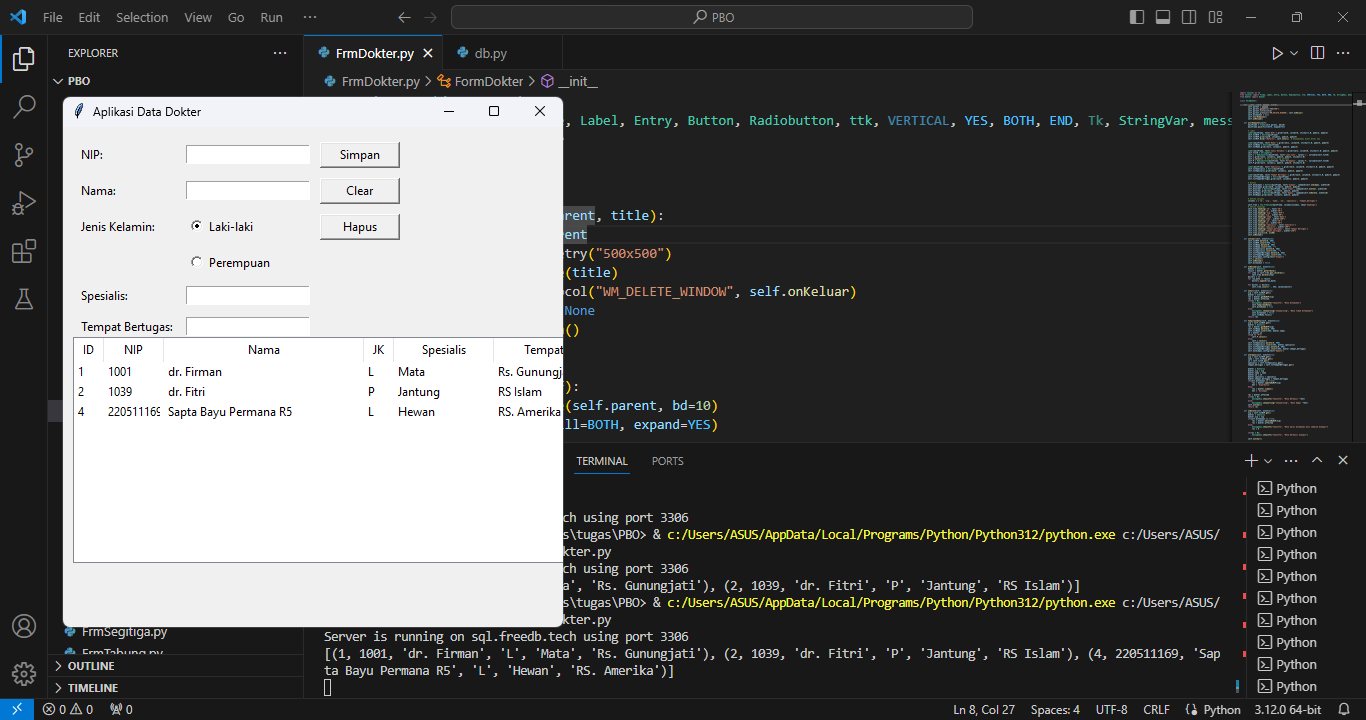 File Edit Selection View Go Run ··· PBO
EXPLORER ···
FrmDokter.py db.py
PBO
FrmDokter.py > FormDokter > __init__
Aplikasi Data Dokter
, Label, Entry, Button, Radiobutton, ttk, VERTICAL, YES, BOTH, END, Tk, StringVar, mess
NIP: Simpan
Nama: Clear
Jenis Kelamin: Laki-laki Hapus
Perempuan
Spesialis:
Tempat Bertugas:
ID NIP Nama JK Spesialis Tempat
1 1001 dr. Firman L Mata Rs. Gunungj
2 1039 dr. Fitri P Jantung RS Islam
4 220511169 Sapta Bayu Permana R5 L Hewan RS. Amerika
arent, title):
ent
etry("500x500")
e(title)
ocol("WM_DELETE_WINDOW", self.onKeluar)
None
n()
):
e(self.parent, bd=10)
ill=BOTH, expand=YES)
TERMINAL PORTS
ch using port 3306
s\tugas\PBO> & c:/Users/ASUS/AppData/Local/Programs/Python/Python312/python.exe c:/Users/ASUS/
kter.py
ch using port 3306
a', 'Rs. Gunungjati'), (2, 1039, 'dr. Fitri', 'P', 'Jantung', 'RS Islam')]
s\tugas\PBO> & c:/Users/ASUS/AppData/Local/Programs/Python/Python312/python.exe c:/Users/ASUS/
kter.py
Server is running on sql.freedb.tech using port 3306
[(1, 1001, 'dr. Firman', 'L', 'Mata', 'Rs. Gunungjati'), (2, 1039, 'dr. Fitri', 'P', 'Jantung', 'RS Islam'), (4, 220511169, 'Sap
ta Bayu Permana R5', 'L', 'Hewan', 'RS. Amerika')]
Python
Python
Python
Python
Python
Python
Python
Python
Python
Python
FrmSegitiga.py
FrmTabung.py
OUTLINE
TIMELINE
0 0 0 Ln 8, Col 27 Spaces: 4 UTF-8 CRLF Python 3.12.0 64-bit